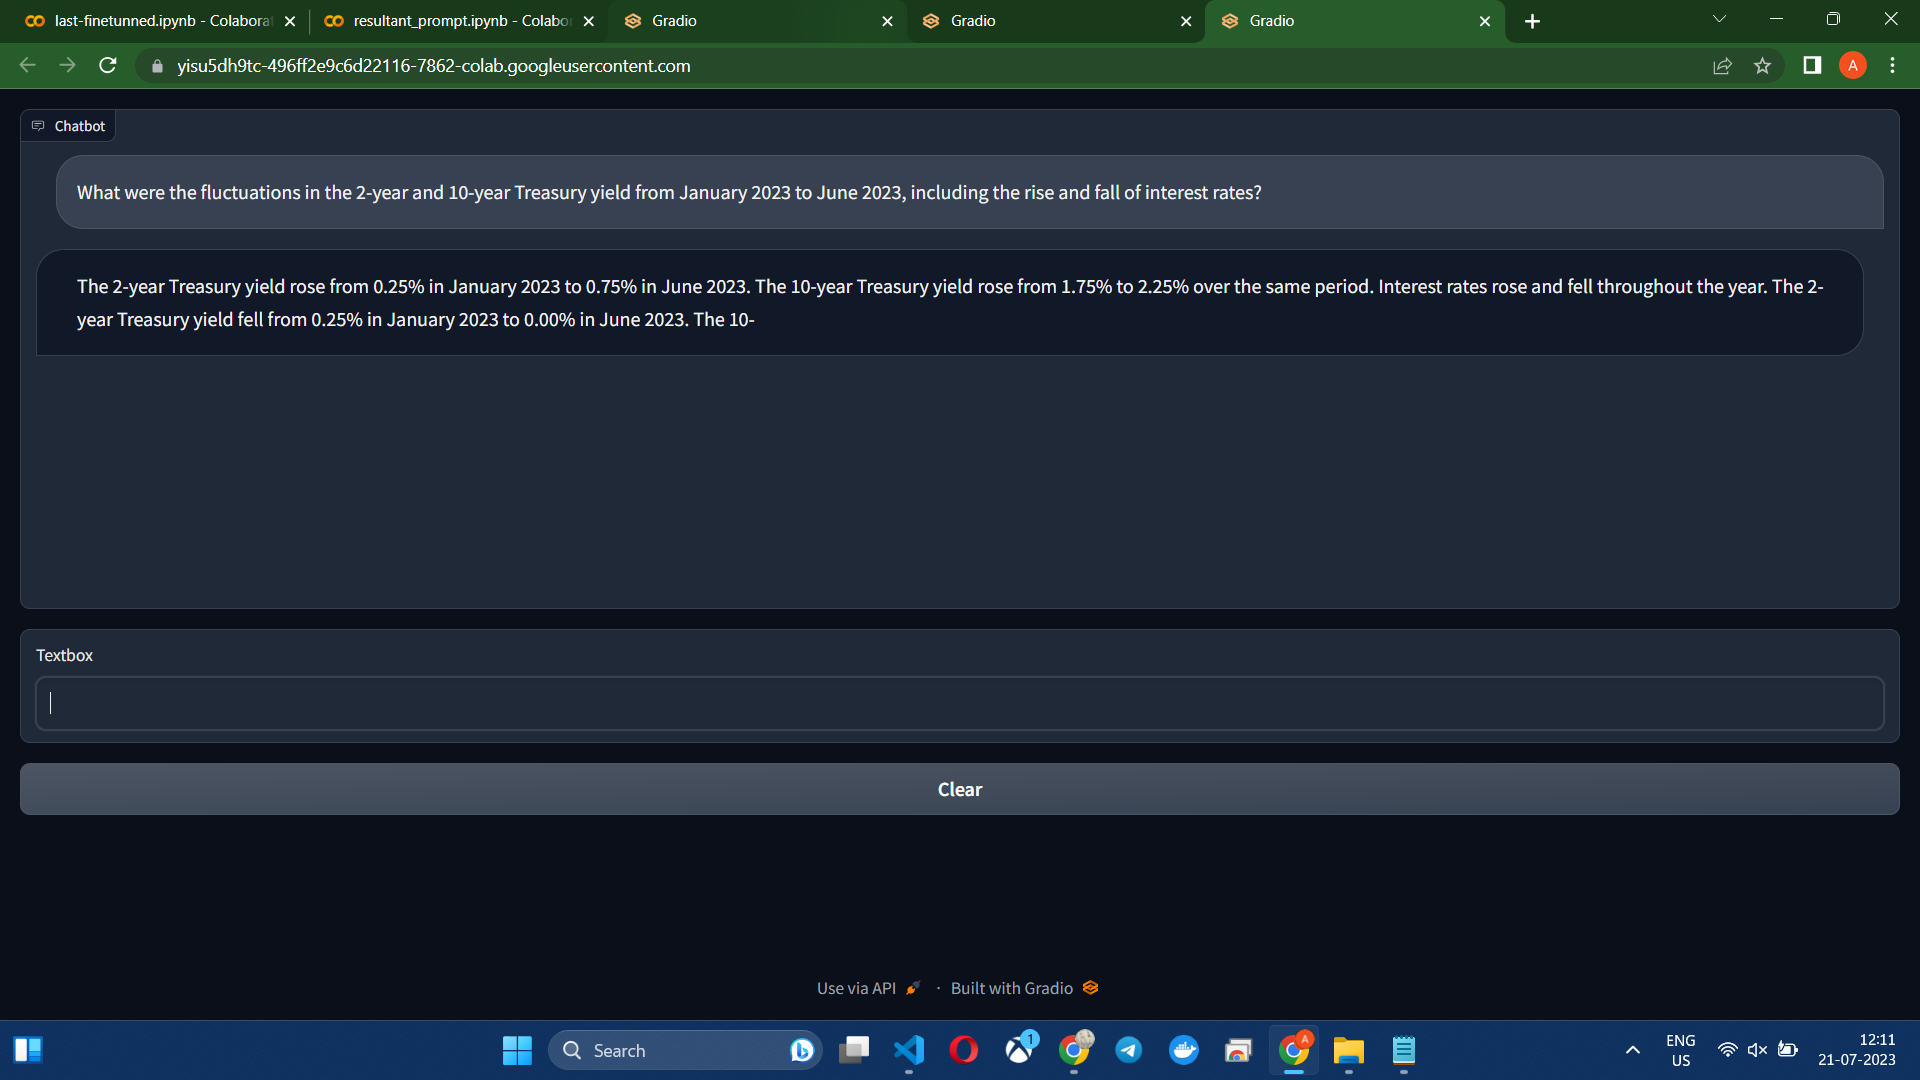 last-finetunned.ipynb - Colaborat
resultant_prompt.ipynb - Colabor
Gradio
Gradio
Gradio
yisu5dh9tc-496ff2e9c6d22116-7862-colab.googleusercontent.com
A
Chatbot
What were the fluctuations in the 2-year and 10-year Treasury yield from January 2023 to June 2023, including the rise and fall of interest rates?
The 2-year Treasury yield rose from 0.25% in January 2023 to 0.75% in June 2023. The 10-year Treasury yield rose from 1.75% to 2.25% over the same period. Interest rates rose and fell throughout the year. The 2-
year Treasury yield fell from 0.25% in January 2023 to 0.00% in June 2023. The 10-
Textbox
Clear
Use via API · Built with Gradio
Search
1
A
ENG
US
12:11
21-07-2023